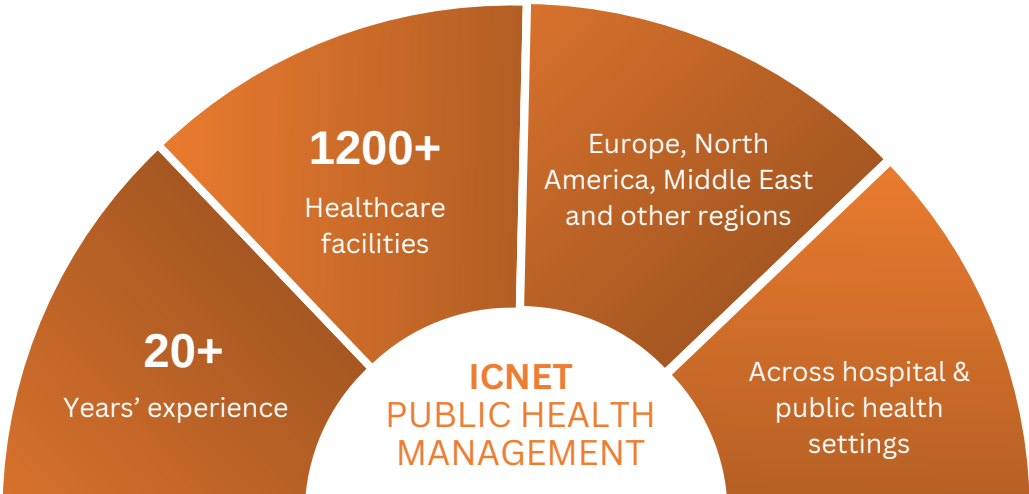 20+
Years’ experience
1200+
Healthcare
facilities
Europe, North
America, Middle East
and other regions
Across hospital &
public health
settings
ICNET
PUBLIC HEALTH
MANAGEMENT